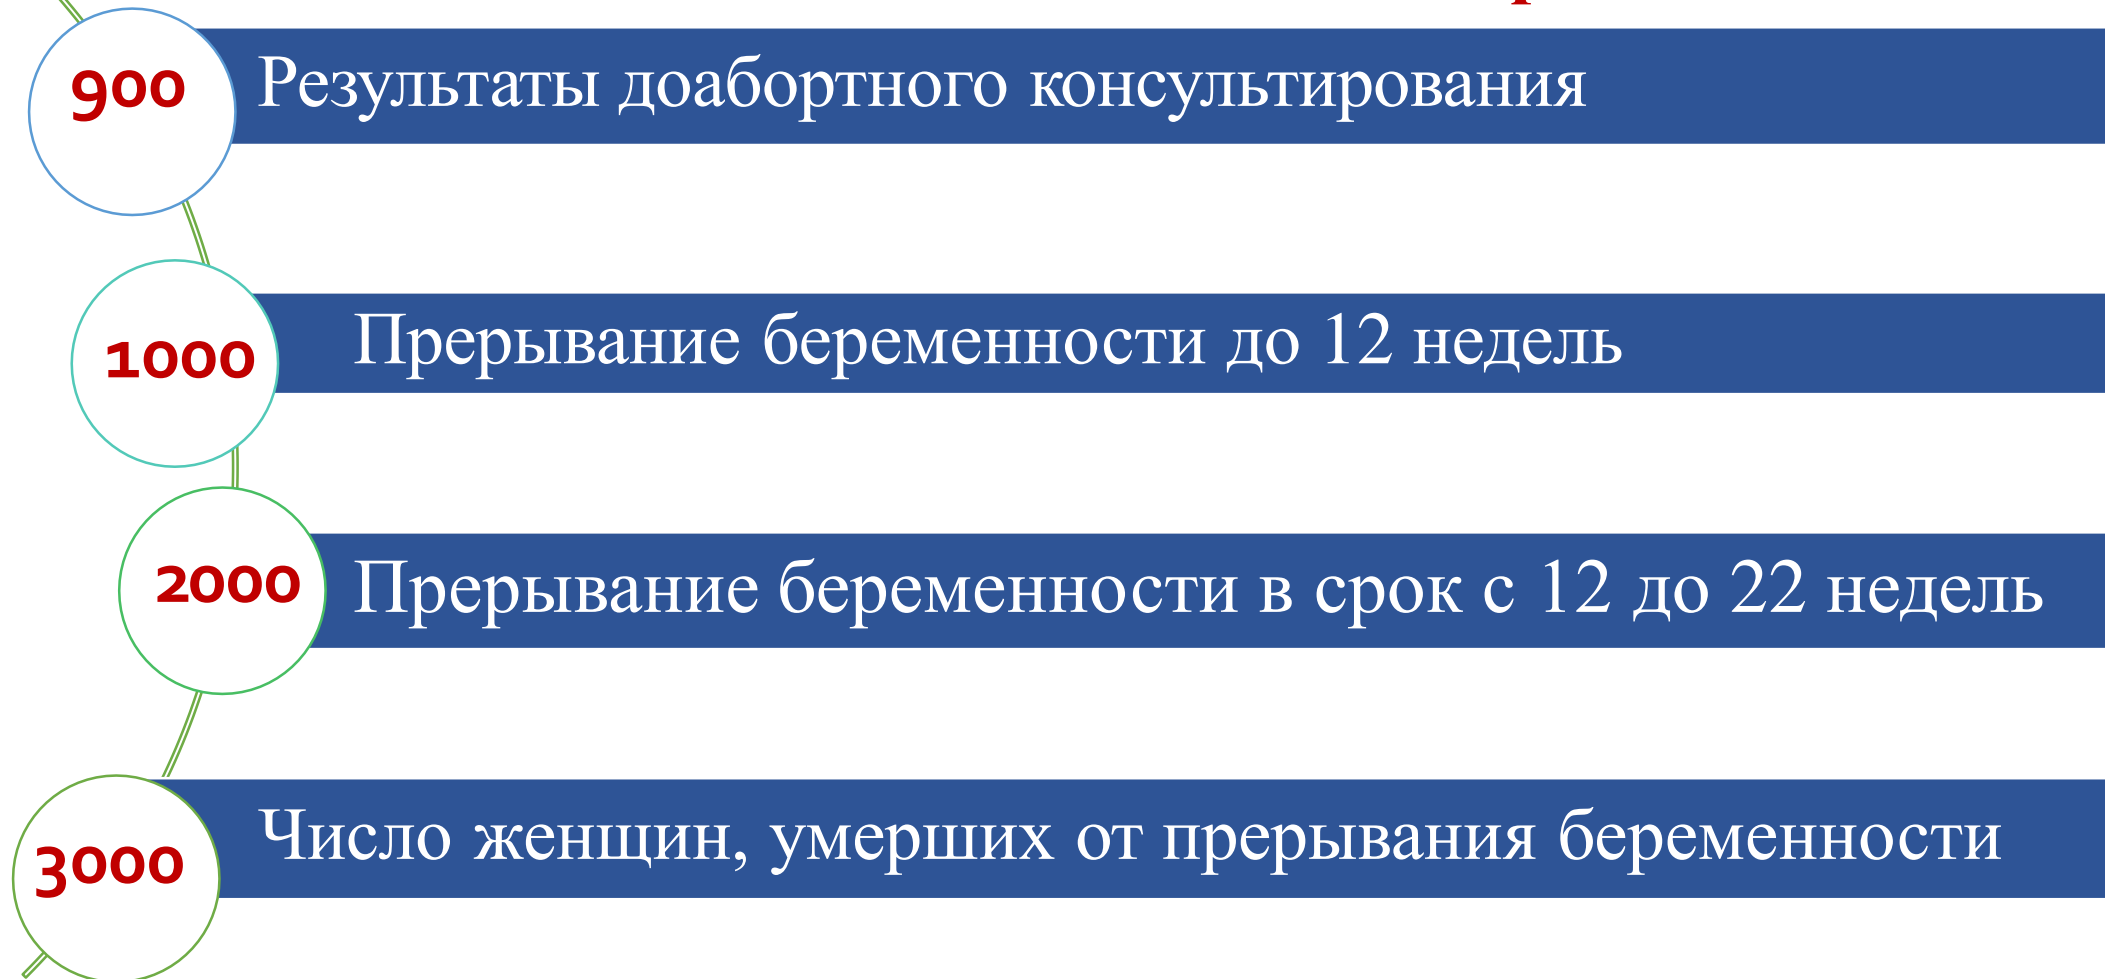 900 Результаты доабортного консультирования
1000 Прерывание беременности до 12 недель
2000 Прерывание беременности в срок с 12 до 22 недель
3000 Число женщин, умерших от прерывания беременности